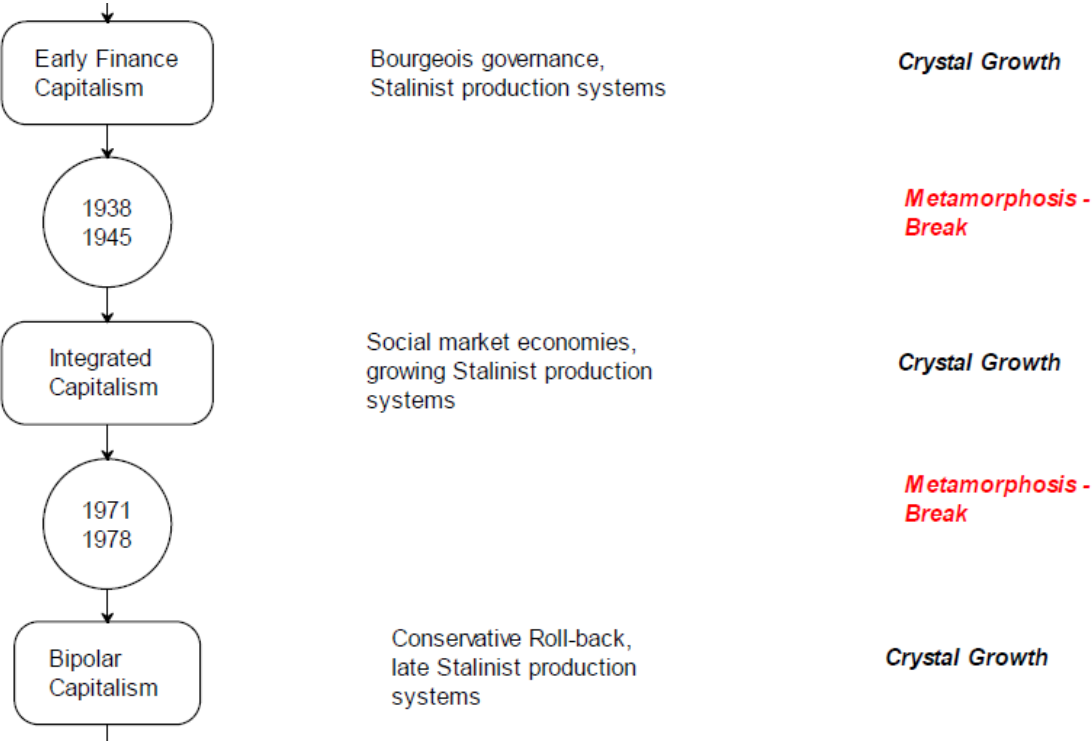 Early Finance
Capitalism
Bourgeois governance,
Stalinist production systems
Crystal Growth
1938
1945
Metamorphosis -
Break
Integrated
Capitalism
Social market economies,
growing Stalinist production
systems
Crystal Growth
1971
1978
Metamorphosis -
Break
Bipolar
Capitalism
Conservative Roll-back,
late Stalinist production
systems
Crystal Growth